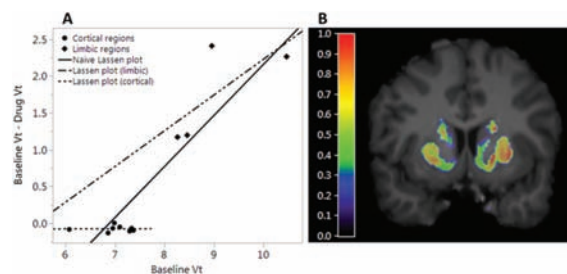 A
B
Cortical regions
Limbic regions
Naive Lassen plot
Lassen plot (limbic)
Lassen plot (cortical)
Baseline Vt - Drug Vt
2.5
2.0
1.5
1.0
0.5
0.0
6
7
8
9
10
Baseline Vt
1.0
0.9
0.8
0.7
0.6
0.5
0.4
0.3
0.2
0.1
0.0